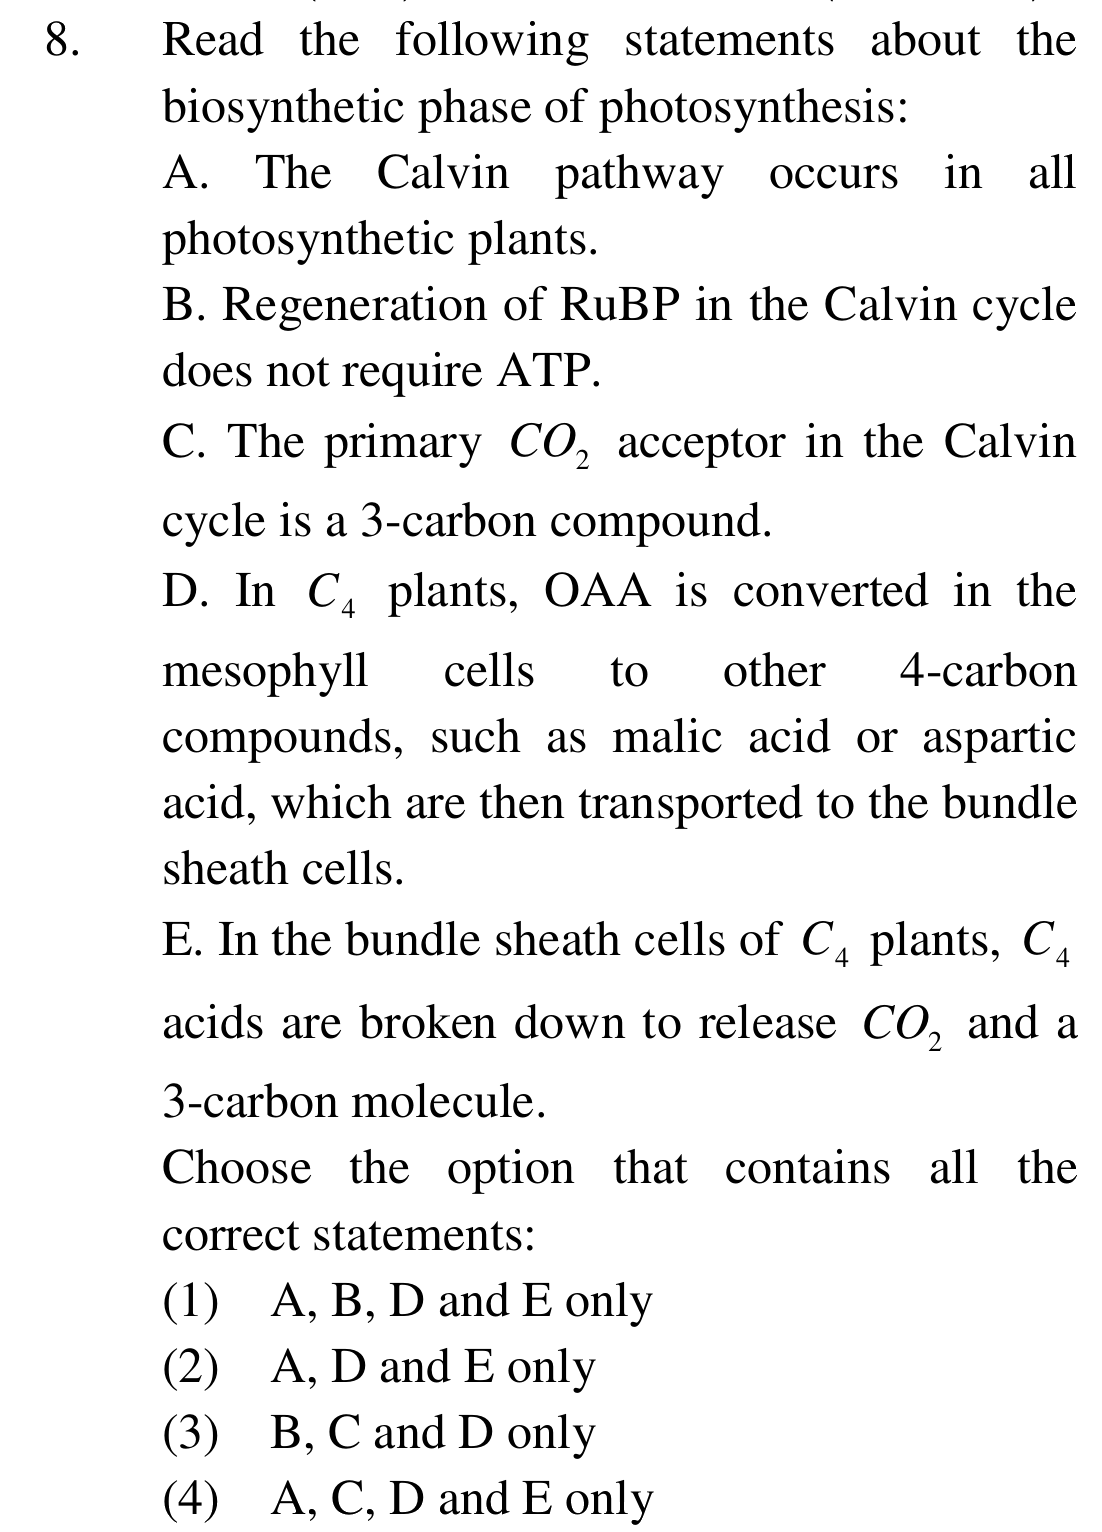 8. Read the following statements about the
biosynthetic phase of photosynthesis:
A. The Calvin pathway occurs in all
photosynthetic plants.
B. Regeneration of RuBP in the Calvin cycle
does not require ATP.
C. The primary CO₂ acceptor in the Calvin
cycle is a 3-carbon compound.
D. In C₄ plants, OAA is converted in the
mesophyll cells to other 4-carbon
compounds, such as malic acid or aspartic
acid, which are then transported to the bundle
sheath cells.
E. In the bundle sheath cells of C₄ plants, C₄
acids are broken down to release CO₂ and a
3-carbon molecule.
Choose the option that contains all the
correct statements:
(1) A, B, D and E only
(2) A, D and E only
(3) B, C and D only
(4) A, C, D and E only